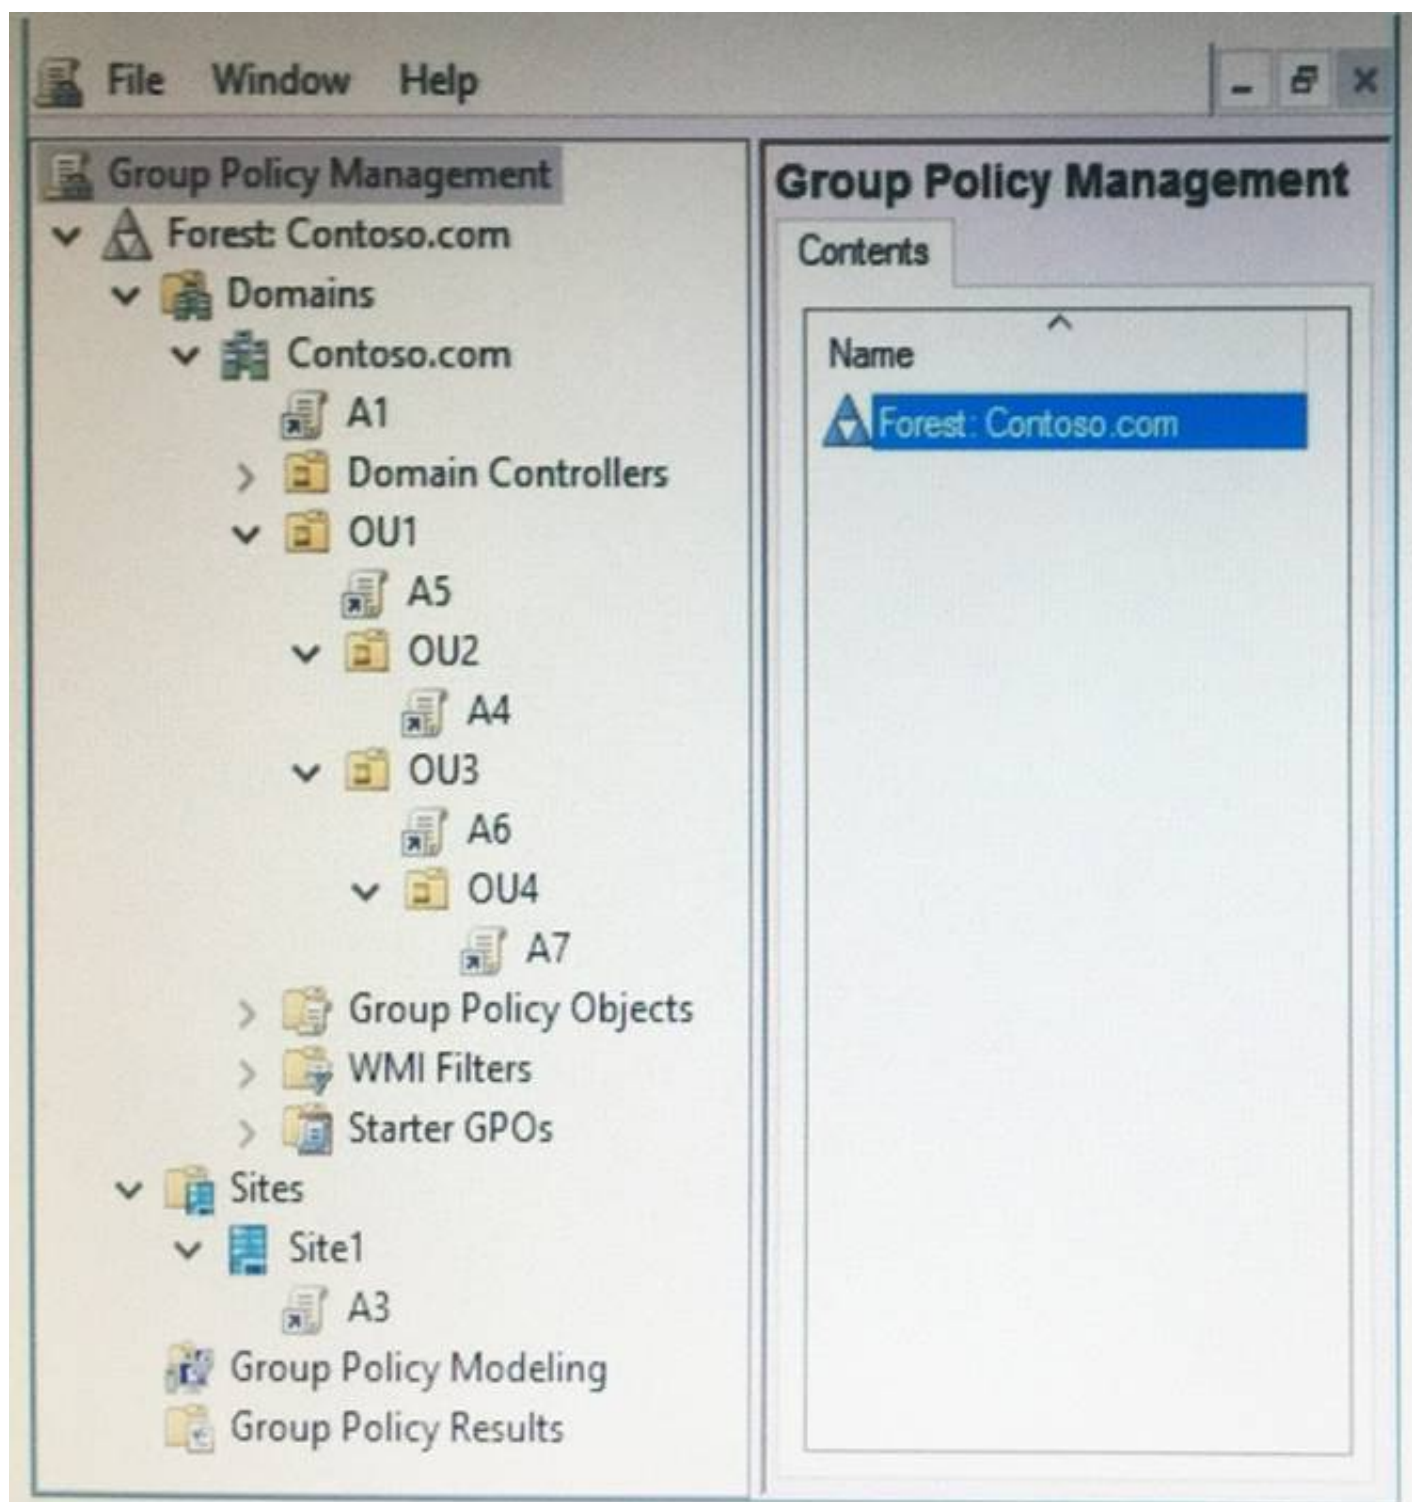 File Window Help
Group Policy Management
Forest: Contoso.com
Domains
Contoso.com
A1
Domain Controllers
OU1
A5
OU2
A4
OU3
A6
OU4
A7
Group Policy Objects
WMI Filters
Starter GPOs
Sites
Site1
A3
Group Policy Modeling
Group Policy Results
Group Policy Management
Contents
Name
Forest: Contoso.com